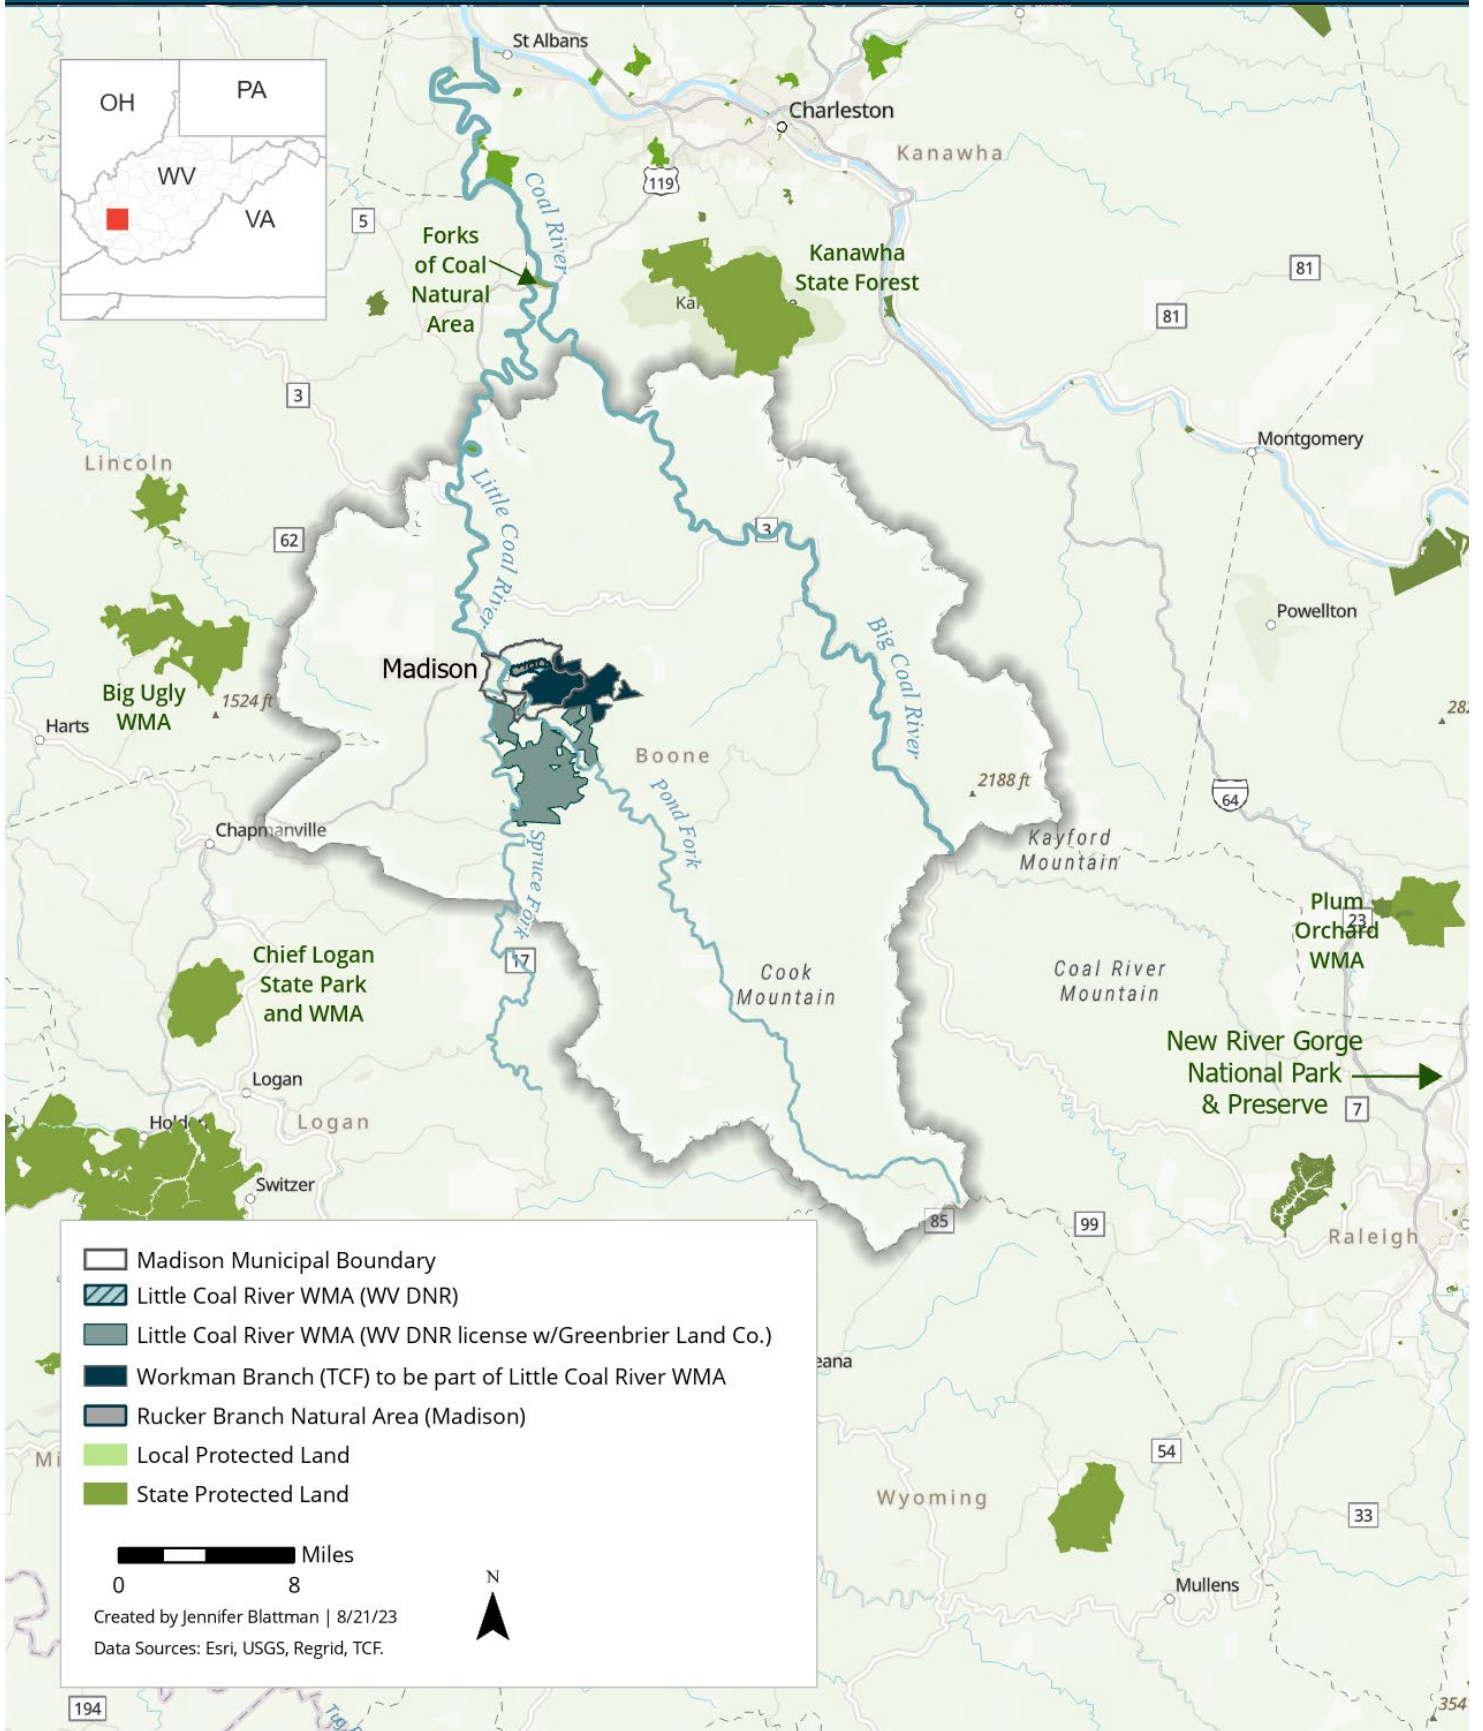 St Albans
OH
PA
WV
VA
Charleston
Kanawha
119
5
Coal River
Forks
of Coal
Natural
Area
Kanawha
State Forest
81
81
3
Montgomery
Lincoln
Little Coal River
62
3
Powellton
Big Coal River
Madison
Big Ugly
WMA
1524 ft
Harts
Boone
2188 ft
64
Pond Fork
Chapmanville
Kayford
Mountain
Spruce Fork
Plum
Orchard
WMA
23
Chief Logan
State Park
and WMA
17
Cook
Mountain
Coal River
Mountain
New River Gorge
National Park
& Preserve
7
Logan
Logan
Switzer
85
99
Raleigh
Madison Municipal Boundary
Little Coal River WMA (WV DNR)
Little Coal River WMA (WV DNR license w/Greenbrier Land Co.)
Workman Branch (TCF) to be part of Little Coal River WMA
Rucker Branch Natural Area (Madison)
Local Protected Land
State Protected Land
Miles
0 8
N
Created by Jennifer Blattman | 8/21/23
Data Sources: Esri, USGS, Regrid, TCF.
54
Wyoming
33
Mullens
194
354